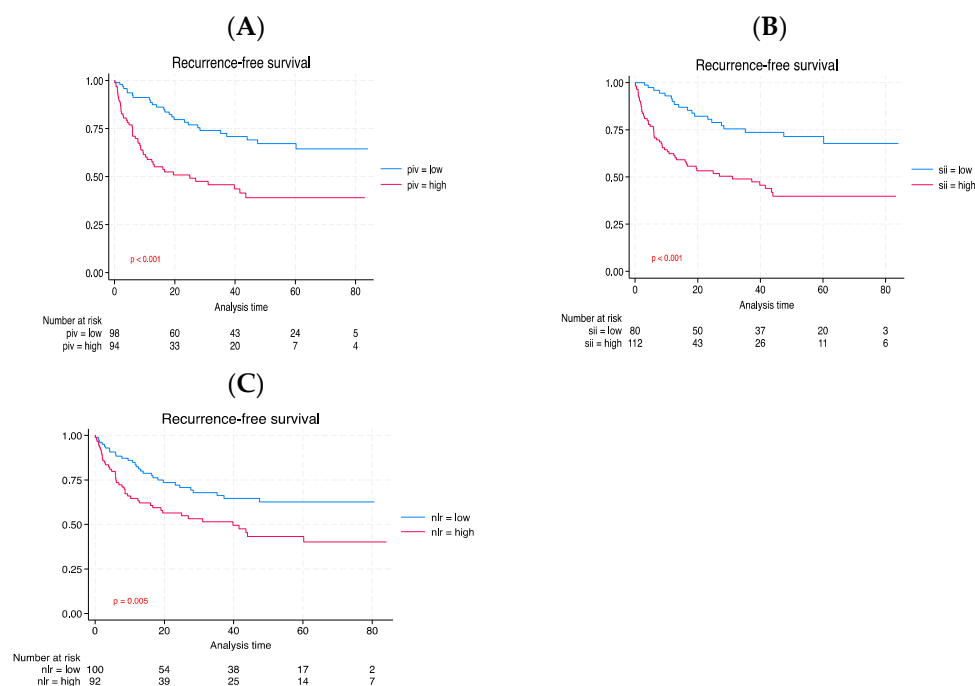 (A)
Recurrence-free survival
1.00
0.75
0.50
0.25
0.00
p < 0.001
0 20 40 60 80
Analysis time
piv = low
piv = high
Number at risk
piv = low 98 60 43 24 5
piv = high 94 33 20 7 4
(B)
Recurrence-free survival
1.00
0.75
0.50
0.25
0.00
p < 0.001
0 20 40 60 80
Analysis time
sii = low
sii = high
Number at risk
sii = low 80 50 37 20 3
sii = high 112 43 26 11 6
(C)
Recurrence-free survival
1.00
0.75
0.50
0.25
0.00
p = 0.005
0 20 40 60 80
Analysis time
nlr = low
nlr = high
Number at risk
nlr = low 100 54 38 17 2
nlr = high 92 39 25 14 7